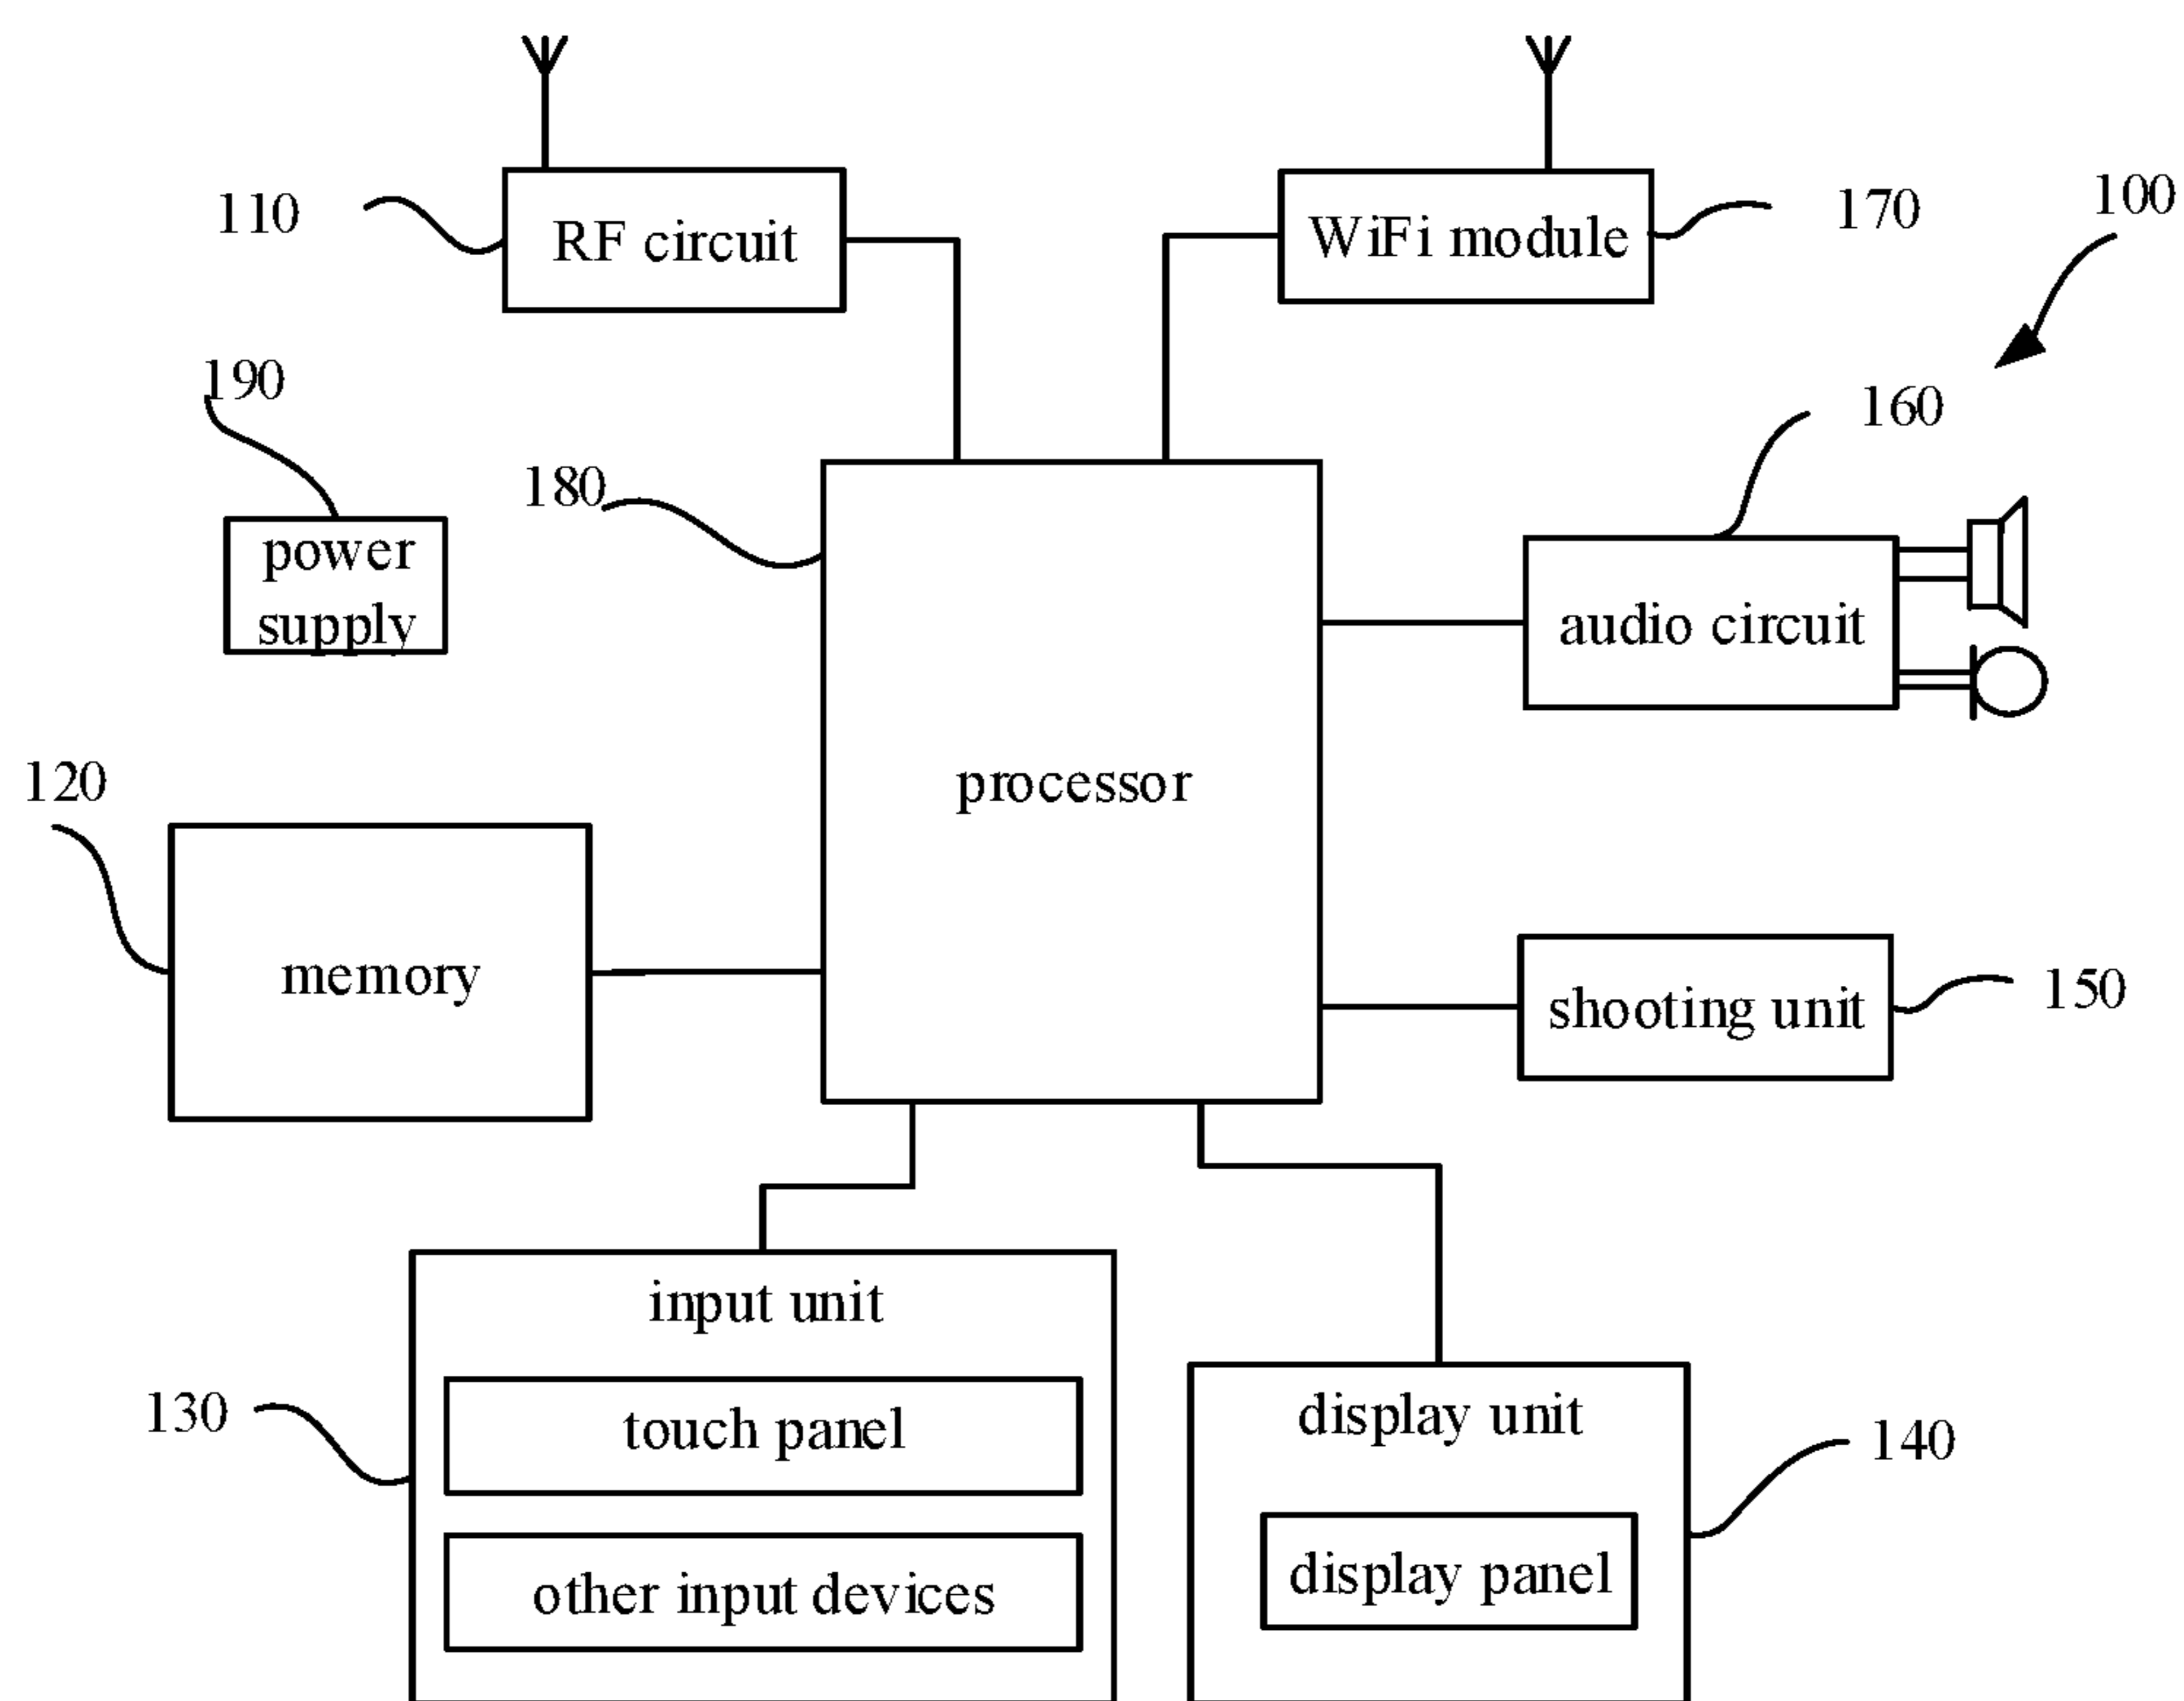 110
RF circuit
WiFi module
170
100
190
160
180
power
supply
audio circuit
120
processor
memory
shooting unit
150
input unit
130
touch panel
display unit
140
other input devices
display panel